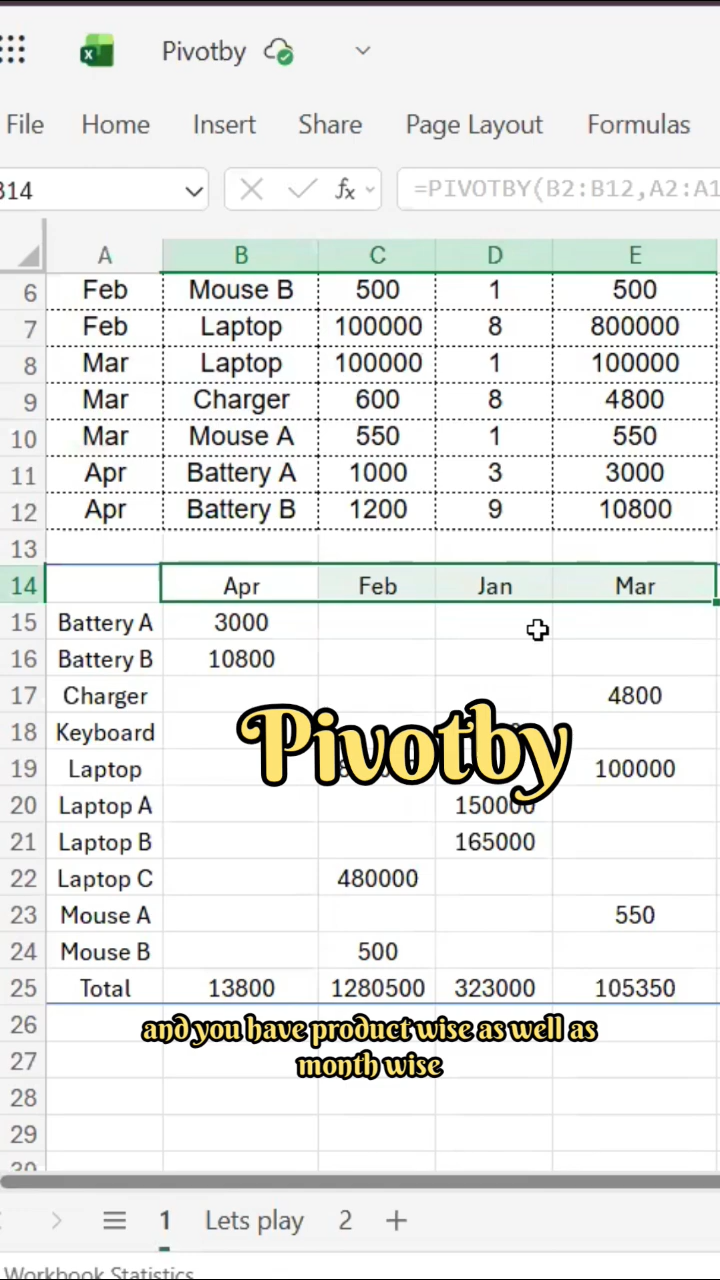 Pivotby
File Home Insert Share Page Layout Formulas
B14 fx =PIVOTBY(B2:B12,A2:A1
A B C D E
6 Feb Mouse B 500 1 500
7 Feb Laptop 100000 8 800000
8 Mar Laptop 100000 1 100000
9 Mar Charger 600 8 4800
10 Mar Mouse A 550 1 550
11 Apr Battery A 1000 3 3000
12 Apr Battery B 1200 9 10800
13
14 Apr Feb Jan Mar
15 Battery A 3000
16 Battery B 10800
17 Charger 4800
18 Keyboard
Pivotby
19 Laptop 100000
20 Laptop A 150000
21 Laptop B 165000
22 Laptop C 480000
23 Mouse A 550
24 Mouse B 500
25 Total 13800 1280500 323000 105350
26
and you have product wise as well as
month wise
27
28
29
30
1 Lets play 2 +
Workbook Statistics